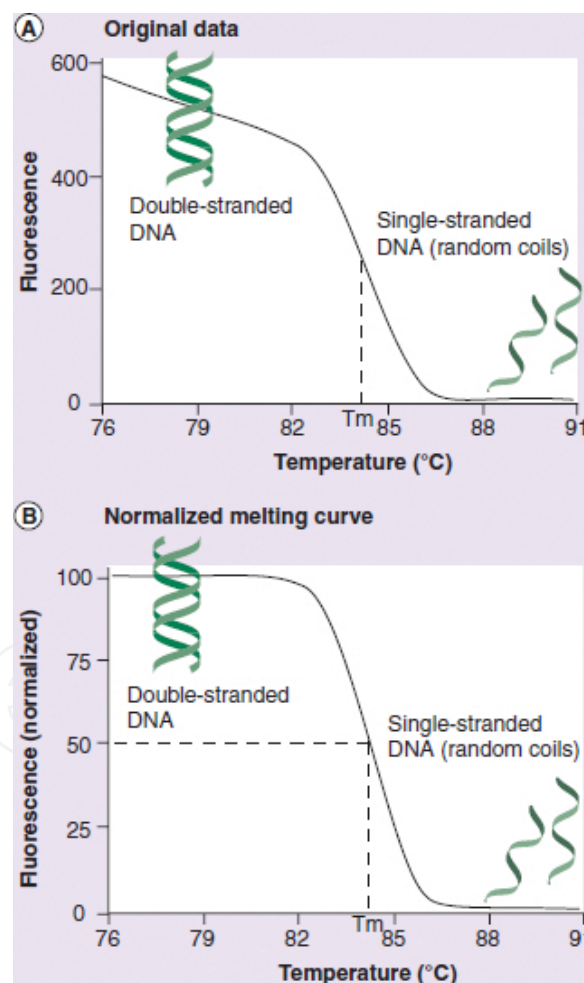 A Original data
600
400
200
0
Fluorescence
Double-stranded
DNA
Single-stranded
DNA (random coils)
76 79 82 Tm 85 88 91
Temperature (°C)
B Normalized melting curve
100
75
50
25
0
Fluorescence (normalized)
Double-stranded
DNA
Single-stranded
DNA (random coils)
76 79 82 Tm 85 88 9
Temperature (°C)